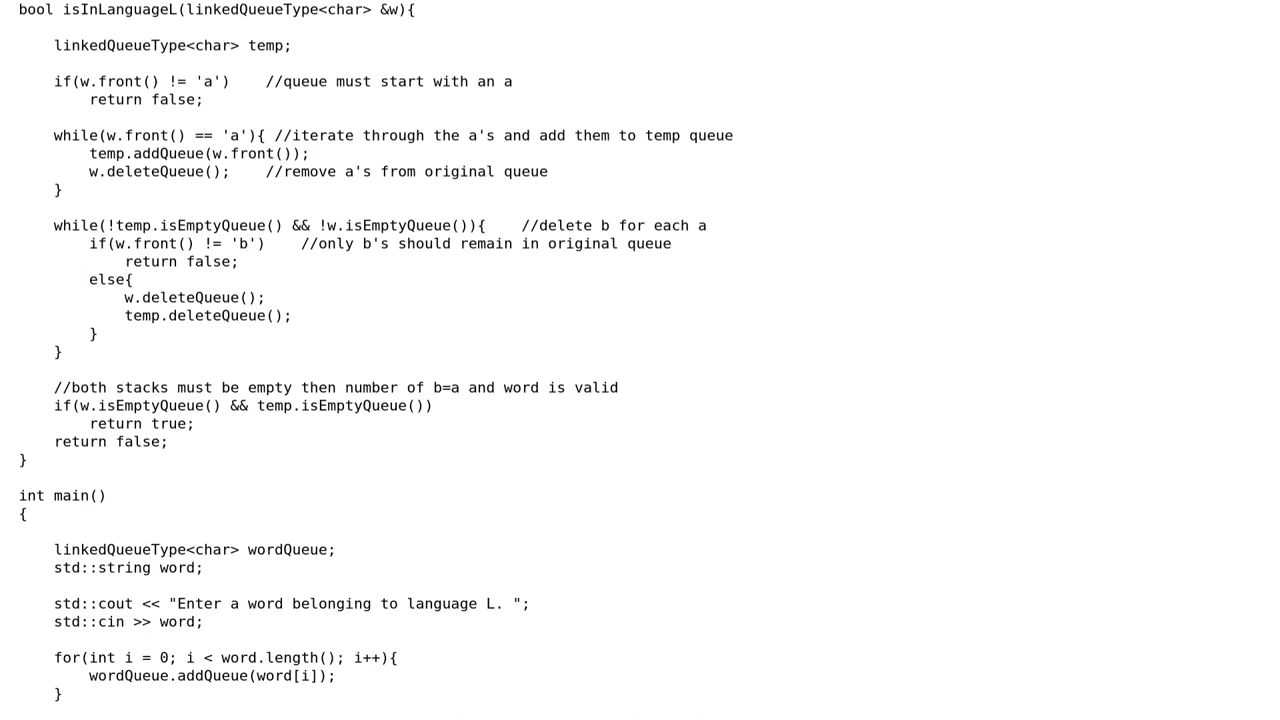 bool isInLanguageL(linkedQueueType<char> &w){
linkedQueueType<char> temp;
if(w.front() != 'a')    //queue must start with an a
return false;
while(w.front() == 'a'){ //iterate through the a's and add them to temp queue
temp.addQueue(w.front());
w.deleteQueue();    //remove a's from original queue
}
while(!temp.isEmptyQueue() && !w.isEmptyQueue()){    //delete b for each a
if(w.front() != 'b')    //only b's should remain in original queue
return false;
else{
w.deleteQueue();
temp.deleteQueue();
}
}
//both stacks must be empty then number of b=a and word is valid
if(w.isEmptyQueue() && temp.isEmptyQueue())
return true;
return false;
}
int main()
{
linkedQueueType<char> wordQueue;
std::string word;
std::cout << "Enter a word belonging to language L. ";
std::cin >> word;
for(int i = 0; i < word.length(); i++){
wordQueue.addQueue(word[i]);
}